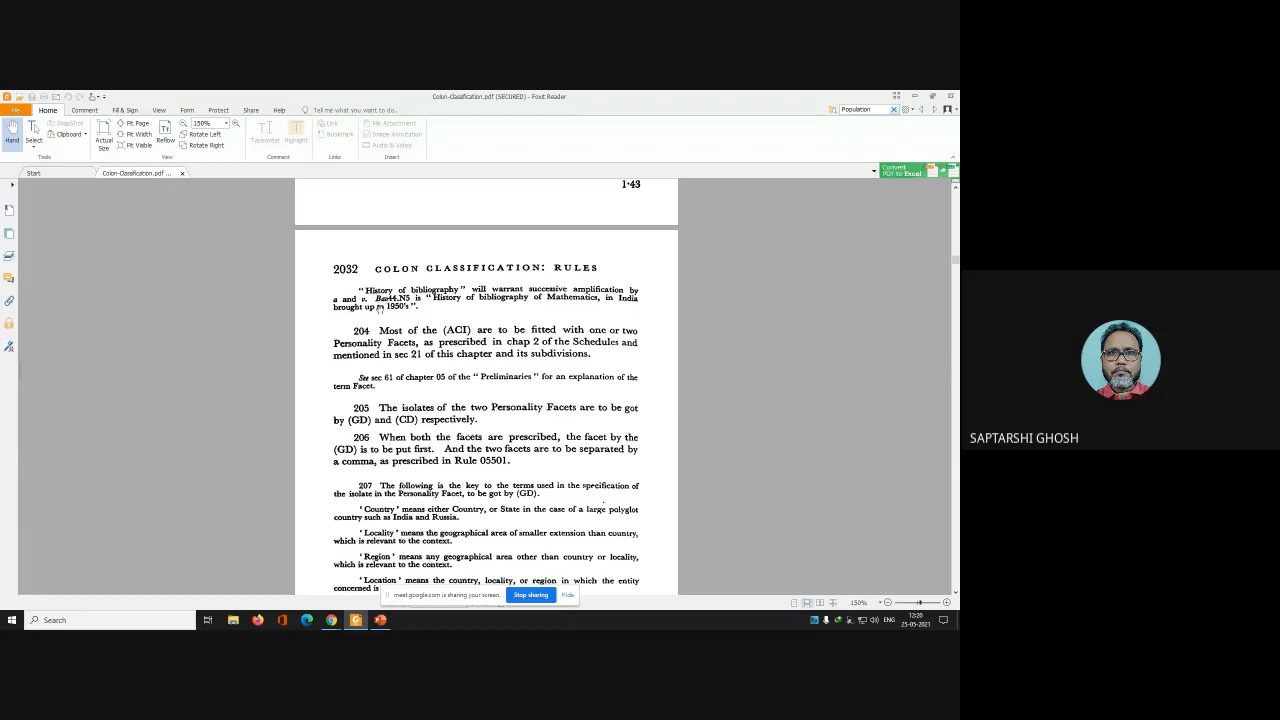 Colon-Classification.pdf (SECURED) - Foxit Reader
File Home Comment Fill & Sign View Form Protect Share Help Tell me what you want to do.. Population
Hand
Select
SnapShot
Clipboard
Tools
Actual Size
Fit Page
Fit Width
Fit Visible
Reflow
150%
Rotate Left
Rotate Right
View
Typewriter
Highlight
Comment
Link
Bookmark
Links
File Attachment
Image Annotation
Audio & Video
Insert
Start
Colon-Classification.pdf ...
Convert
PDF to Excel
1·43
2032 COLON CLASSIFICATION: RULES
" History of bibliography " will warrant successive amplification by
a and v. Bav44.N5 is " History of bibliography of Mathematics, in India
brought up to 1950's ".
204 Most of the (ACI) are to be fitted with one or two
Personality Facets, as prescribed in chap 2 of the Schedules and
mentioned in sec 21 of this chapter and its subdivisions.
See sec 61 of chapter 05 of the " Preliminaries " for an explanation of the
term Facet.
205 The isolates of the two Personality Facets are to be got
by (GD) and (CD) respectively.
206 When both the facets are prescribed, the facet by the
(GD) is to be put first. And the two facets are to be separated by
a comma, as prescribed in Rule 05501.
207 The following is the key to the terms used in the specification of
the isolate in the Personality Facet, to be got by (GD).
' Country ' means either Country, or State in the case of a large polyglot
country such as India and Russia.
' Locality ' means the geographical area of smaller extension than country,
which is relevant to the context.
' Region ' means any geographical area other than country or locality,
which is relevant to the context.
' Location ' means the country, locality, or region in which the entity
concerned is
meet.google.com is sharing your screen. Stop sharing Hide
150%
Search
ENG
12:20
25-05-2021
SAPTARSHI GHOSH